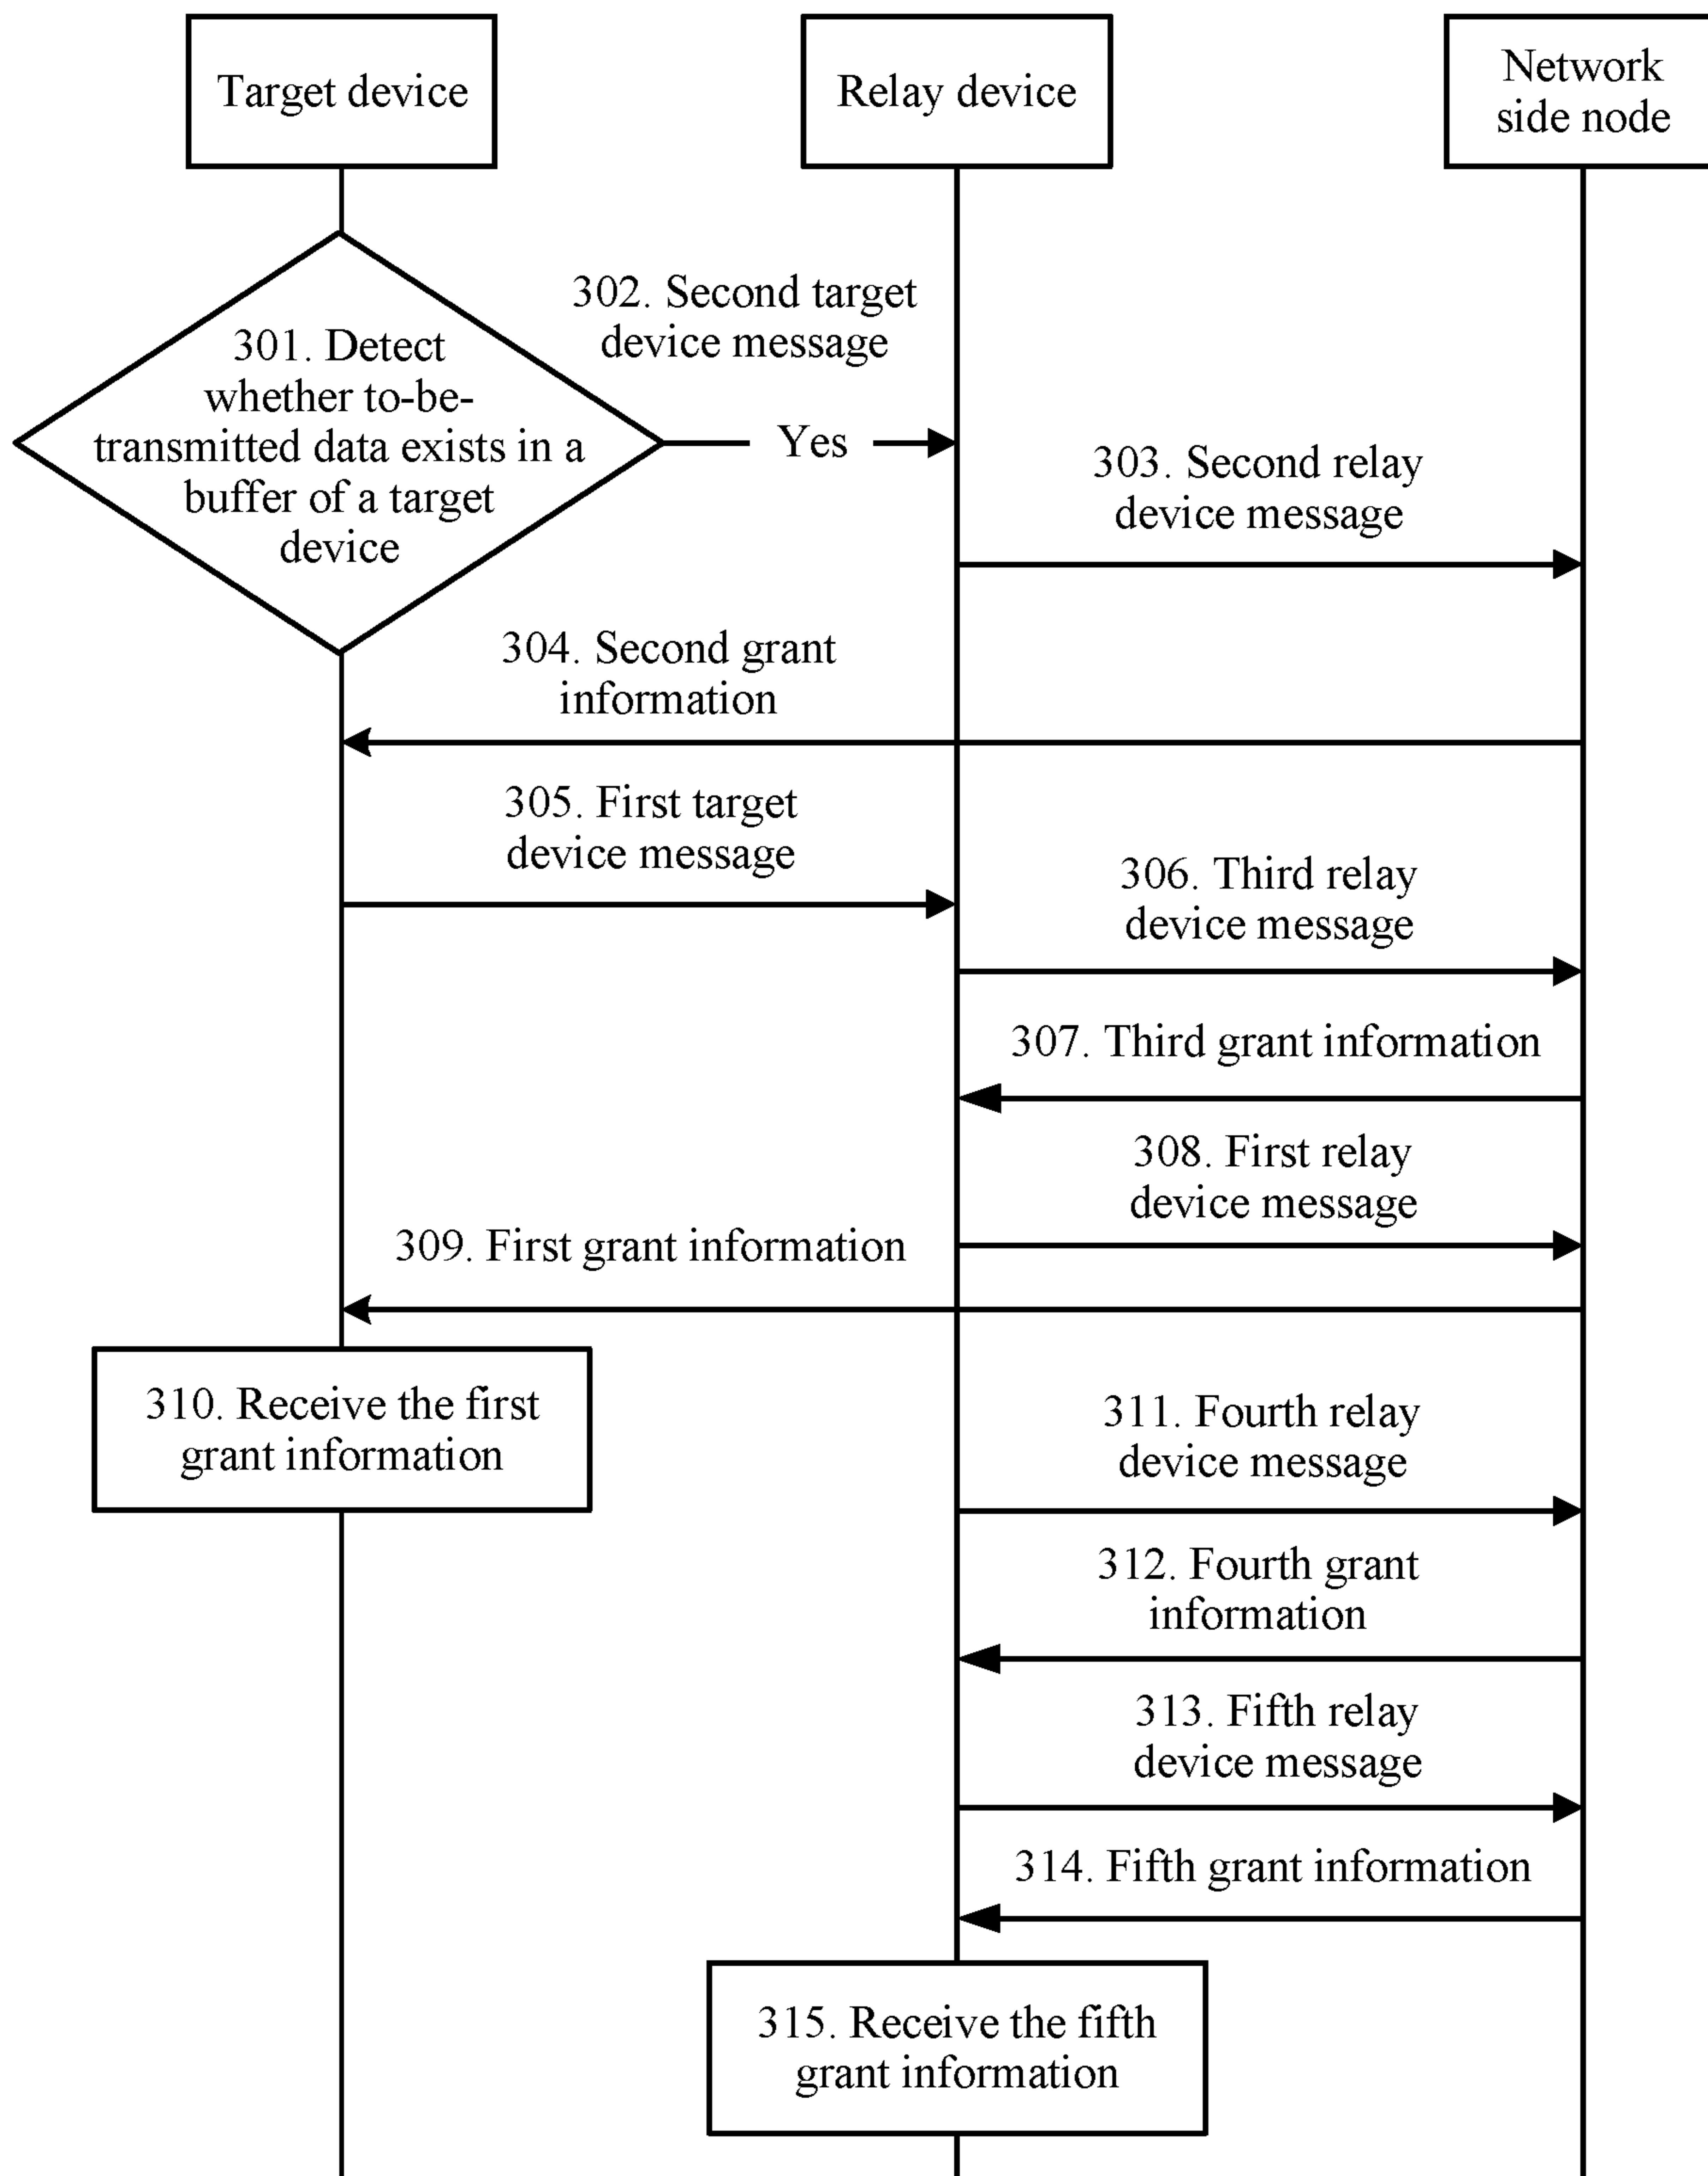 Target device
Relay device
Network
side node
302. Second target
device message
301. Detect
whether to-be-
transmitted data exists in a
buffer of a target
device
Yes
303. Second relay
device message
304. Second grant
information
305. First target
device message
306. Third relay
device message
307. Third grant information
308. First relay
device message
309. First grant information
310. Receive the first
grant information
311. Fourth relay
device message
312. Fourth grant
information
313. Fifth relay
device message
314. Fifth grant information
315. Receive the fifth
grant information